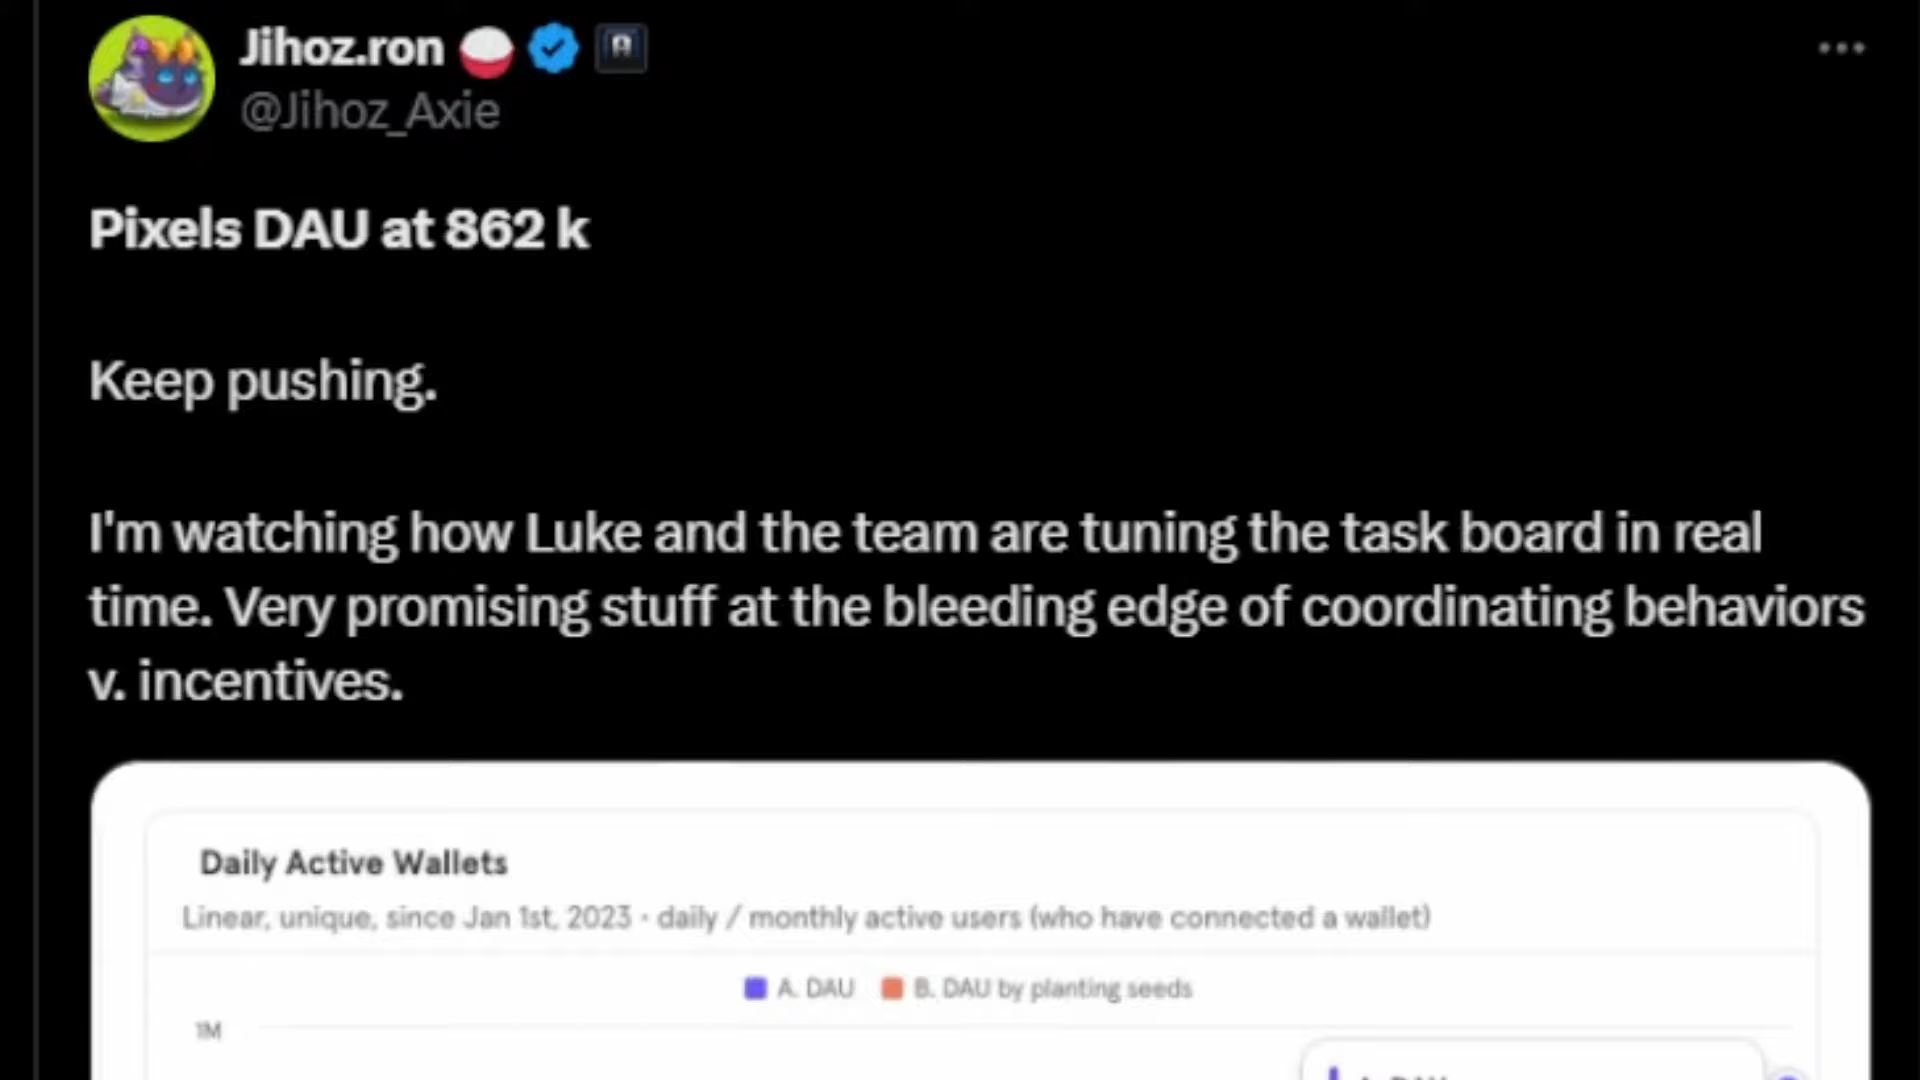 Jihoz.ron
@Jihoz_Axie
Pixels DAU at 862 k
Keep pushing.
I'm watching how Luke and the team are tuning the task board in real
time. Very promising stuff at the bleeding edge of coordinating behaviors
v. incentives.
Daily Active Wallets
Linear, unique, since Jan 1st, 2023 · daily / monthly active users (who have connected a wallet)
A. DAU B. DAU by planting seeds
1M